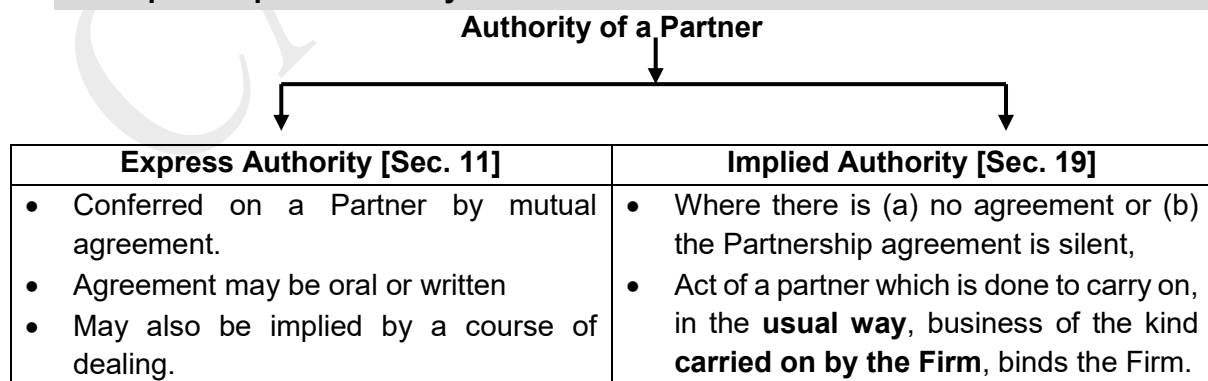 Authority of a Partner
Express Authority [Sec. 11]
• Conferred on a Partner by mutual
agreement.
• Agreement may be oral or written
• May also be implied by a course of
dealing.
Implied Authority [Sec. 19]
• Where there is (a) no agreement or (b)
the Partnership agreement is silent,
• Act of a partner which is done to carry on,
in the usual way, business of the kind
carried on by the Firm, binds the Firm.